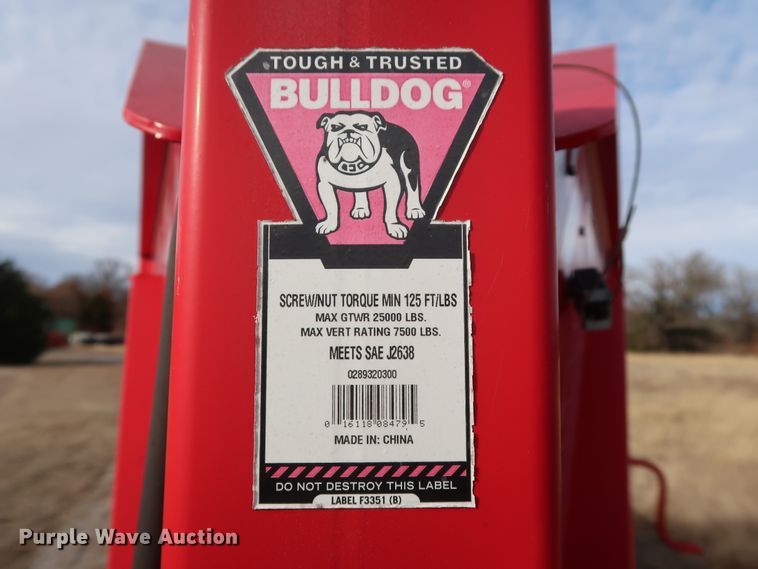 TOUGH & TRUSTED
BULLDOG®
SCREW/NUT TORQUE MIN 125 FT/LBS
MAX GTWR 25000 LBS.
MAX VERT RATING 7500 LBS.
MEETS SAE J2638
0289320300
0 16118 08479 5
MADE IN: CHINA
DO NOT DESTROY THIS LABEL
LABEL F3351 (B)
Purple Wave Auction